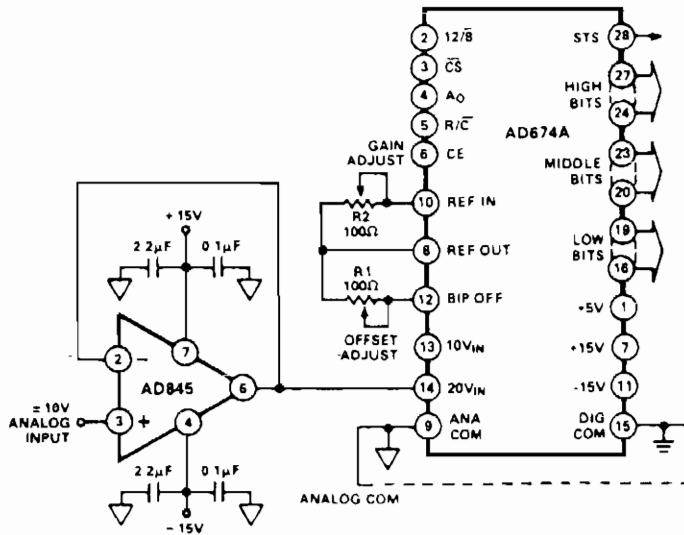 2 12/8̅
3 C̅S̅
4 A₀
5 R/C̅
6 CE
GAIN
ADJUST
R2
100Ω
10 REF IN
8 REF OUT
R1
100Ω
12 BIP OFF
OFFSET
ADJUST
13 10VIN
14 20VIN
9 ANA
COM
AD674A
STS 28
27
HIGH
BITS
24
23
MIDDLE
BITS
20
19
LOW
BITS
16
+5V 1
+15V 7
-15V 11
DIG
COM 15
+15V
2 2µF
0 1µF
2 −
7
AD845
6
±10V
ANALOG
INPUT
3 +
4
2 2µF
0 1µF
−15V
ANALOG COM